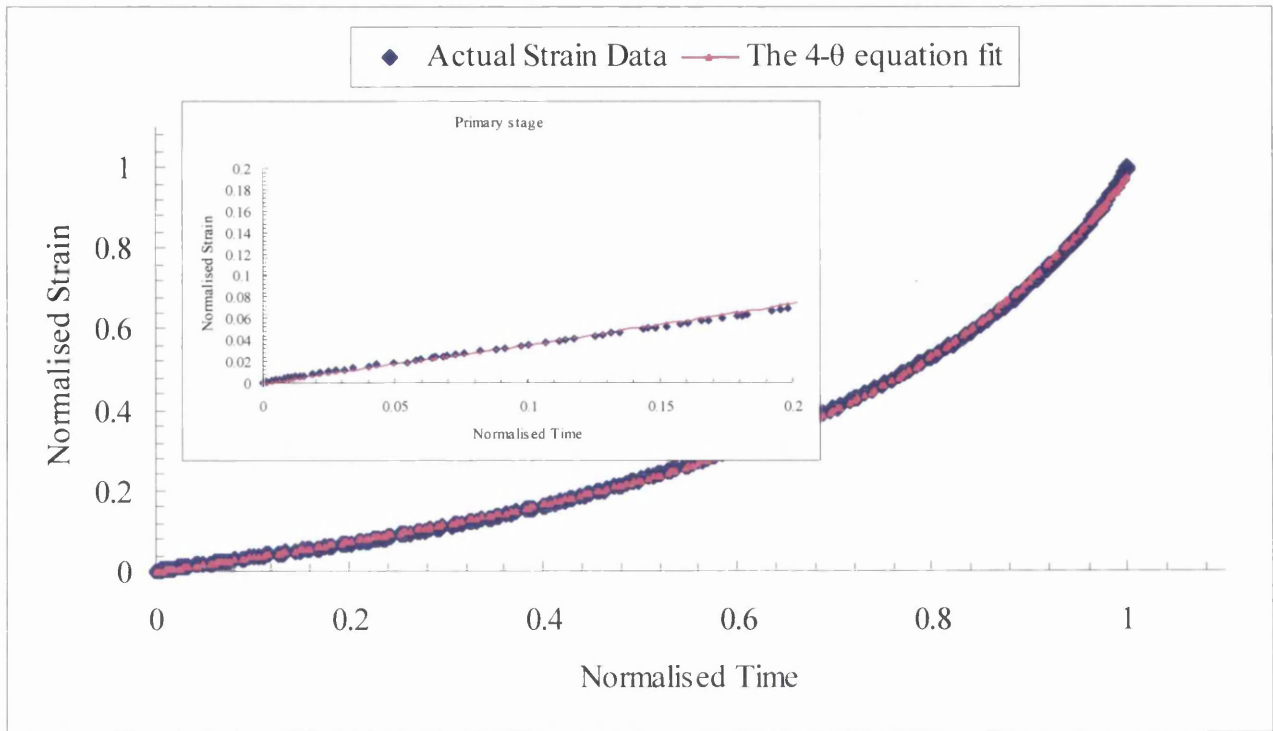 Actual Strain Data
The 4-θ equation fit
Primary stage
Normalised Strain
0.2
0.18
0.16
0.14
0.12
0.1
0.08
0.06
0.04
0.02
0
0 0.05 0.1 0.15 0.2
Normalised Time
Normalised Strain
1
0.8
0.6
0.4
0.2
0
0 0.2 0.4 0.6 0.8 1
Normalised Time